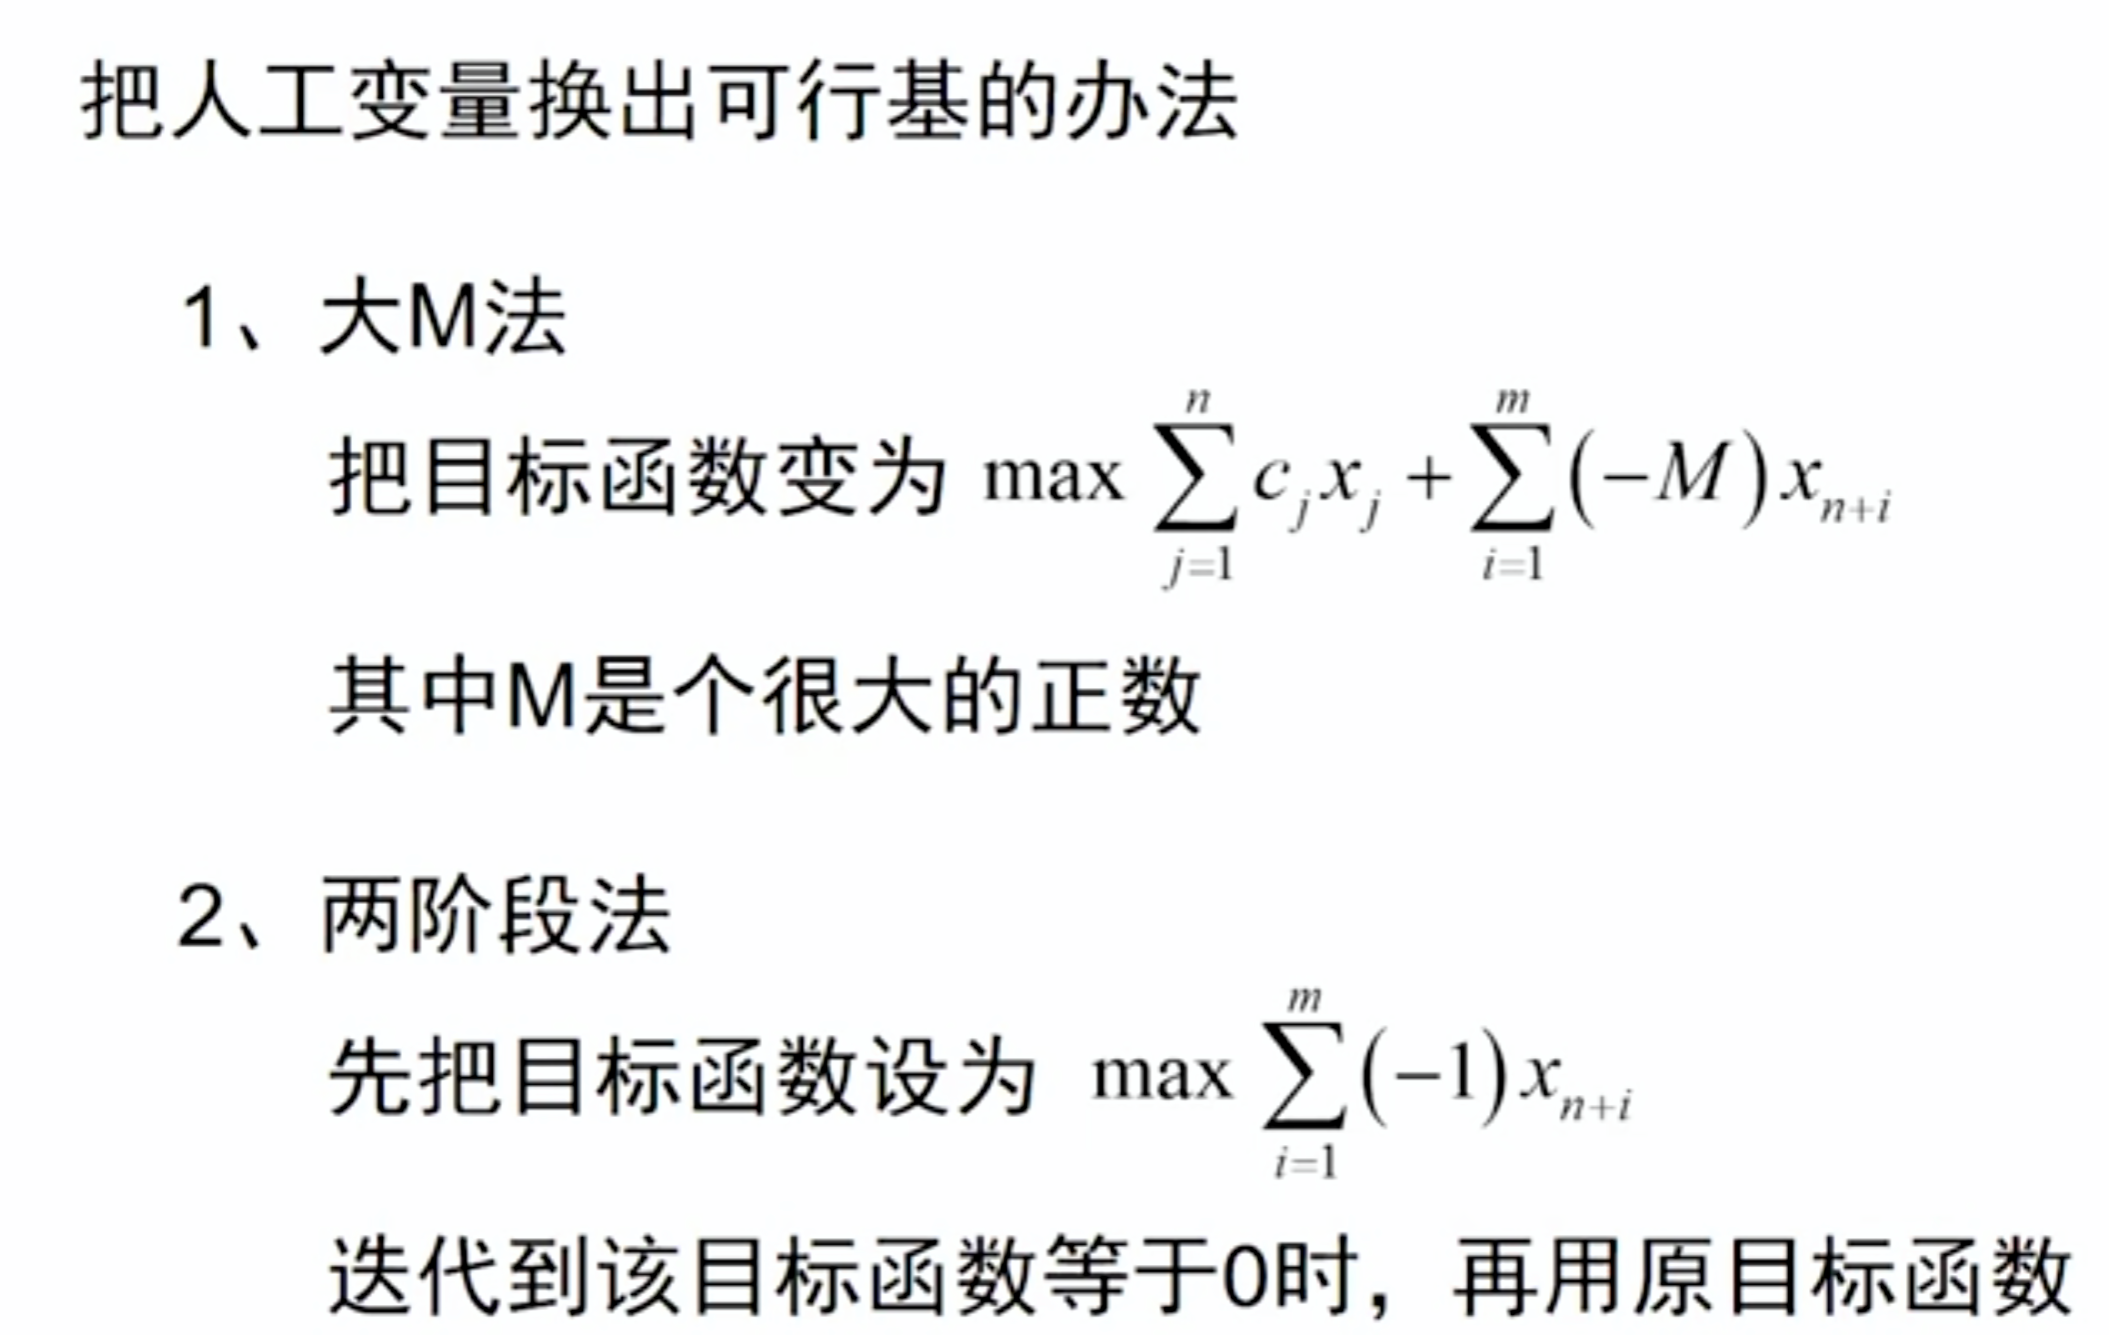 把人工变量换出可行基的办法
1、大M法
把目标函数变为 max \sum_{j=1}^{n} c_j x_j + \sum_{i=1}^{m} (-M) x_{n+i}
其中M是个很大的正数
2、两阶段法
先把目标函数设为 max \sum_{i=1}^{m} (-1) x_{n+i}
迭代到该目标函数等于0时，再用原目标函数